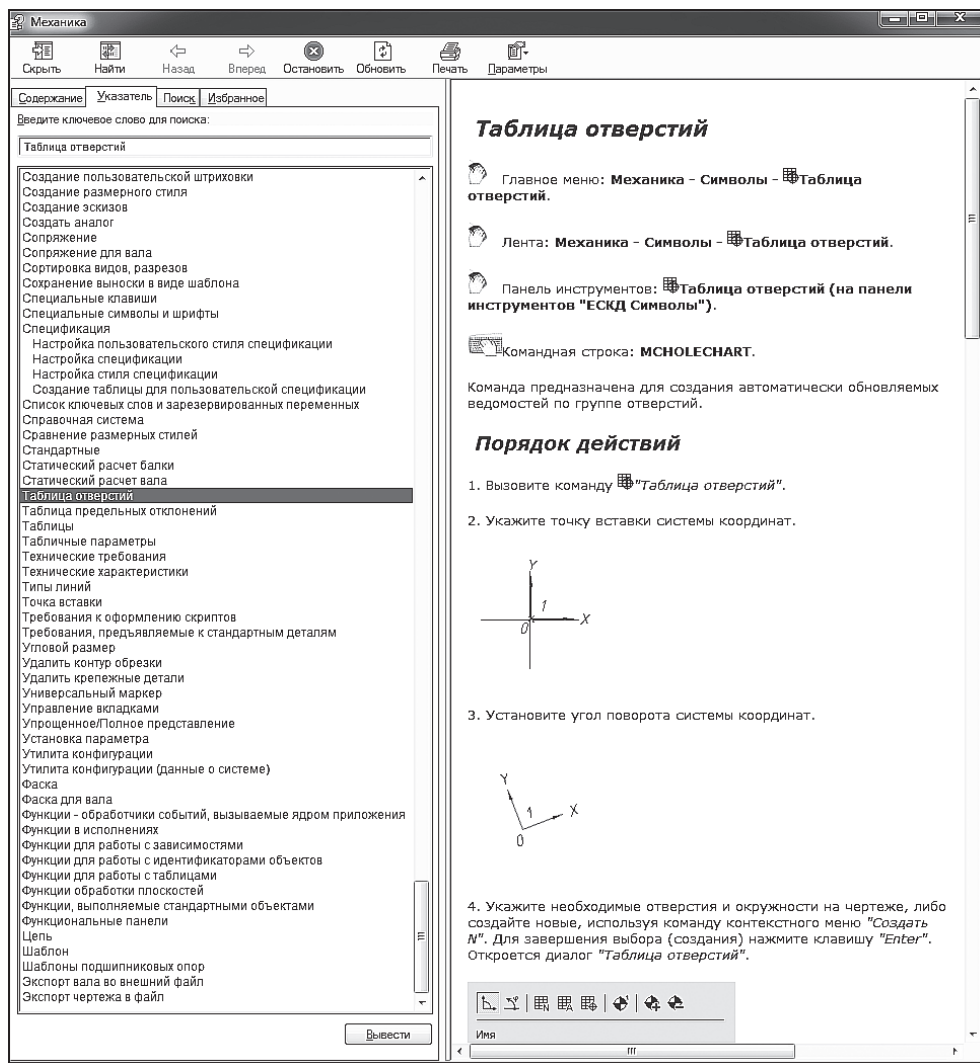 Механика
Скрыть Найти Назад Вперед Остановить Обновить Печать Параметры
Содержание Указатель Поиск Избранное
Введите ключевое слово для поиска:
Таблица отверстий
Создание пользовательской штриховки
Создание размерного стиля
Создание эскизов
Создать аналог
Сопряжение
Сопряжение для вала
Сортировка видов, разрезов
Сохранение выноски в виде шаблона
Специальные клавиши
Специальные символы и шрифты
Спецификация
Настройка пользовательского стиля спецификации
Настройка спецификации
Настройка стиля спецификации
Создание таблицы для пользовательской спецификации
Список ключевых слов и зарезервированных переменных
Справочная система
Сравнение размерных стилей
Стандартные
Статический расчет балки
Статический расчет вала
Таблица отверстий
Таблица предельных отклонений
Таблицы
Табличные параметры
Технические требования
Технические характеристики
Типы линий
Точка вставки
Требования к оформлению скриптов
Требования, предъявляемые к стандартным деталям
Угловой размер
Удалить контур обрезки
Удалить крепежные детали
Универсальный маркер
Управление вкладками
Упрощенное/Полное представление
Установка параметра
Утилита конфигурации
Утилита конфигурации (данные о системе)
Фаска
Фаска для вала
Функции - обработчики событий, вызываемые ядром приложения
Функции в исполнениях
Функции для работы с зависимостями
Функции для работы с идентификаторами объектов
Функции для работы с таблицами
Функции обработки плоскостей
Функции, выполняемые стандартными объектами
Функциональные панели
Цепь
Шаблон
Шаблоны подшипниковых опор
Экспорт вала во внешний файл
Экспорт чертежа в файл
Вывести
Таблица отверстий
Главное меню: Механика - Символы - Таблица
отверстий.
Лента: Механика - Символы - Таблица отверстий.
Панель инструментов: Таблица отверстий (на панели
инструментов "ЕСКД Символы").
Командная строка: MCHOLECHART.
Команда предназначена для создания автоматически обновляемых
ведомостей по группе отверстий.
Порядок действий
1. Вызовите команду "Таблица отверстий".
2. Укажите точку вставки системы координат.
Y
1
0
X
3. Установите угол поворота системы координат.
Y
1
X
0
4. Укажите необходимые отверстия и окружности на чертеже, либо
создайте новые, используя команду контекстного меню "Создать
N". Для завершения выбора (создания) нажмите клавишу "Enter".
Откроется диалог "Таблица отверстий".
Имя